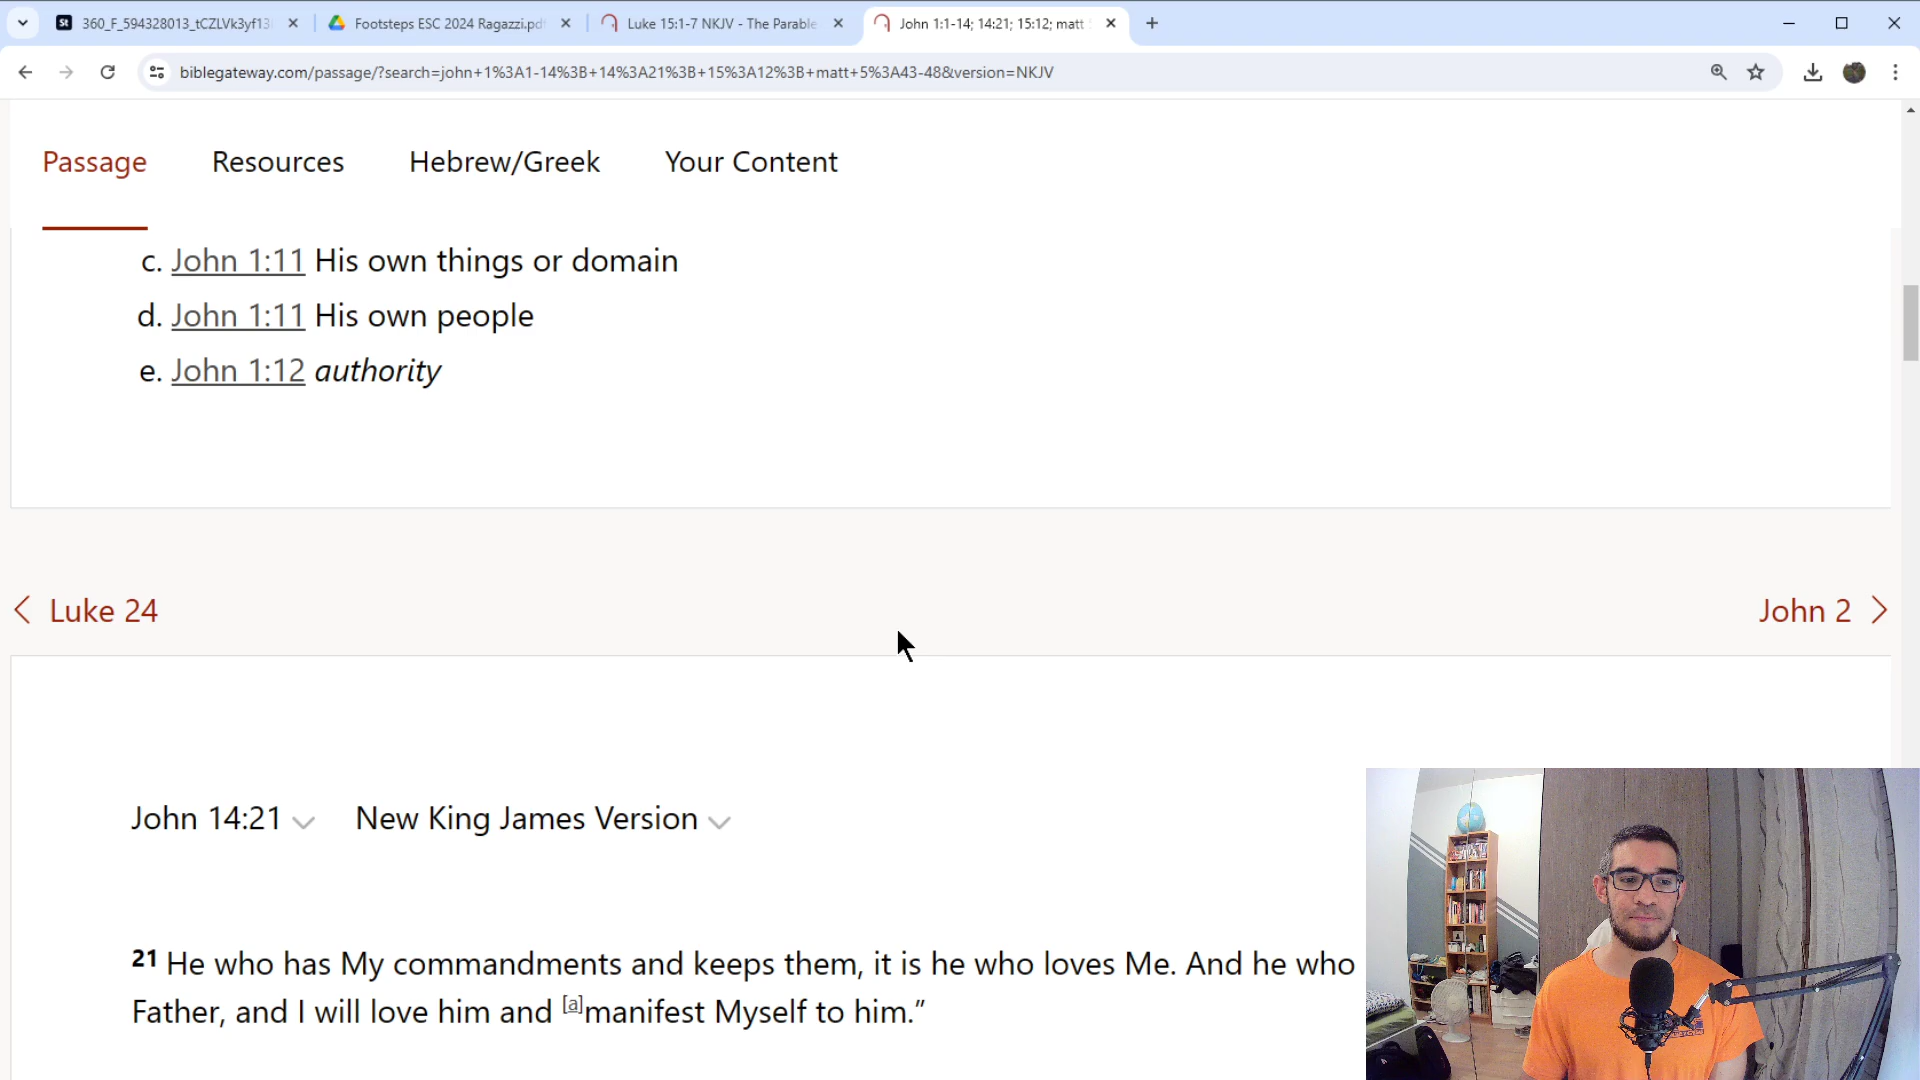 360_F_594328013_tCZLVk3yf13
Footsteps ESC 2024 Ragazzi.pd
Luke 15:1-7 NKJV - The Parable
John 1:1-14; 14:21; 15:12; matt
biblegateway.com/passage/?search=john+1%3A1-14%3B+14%3A21%3B+15%3A12%3B+matt+5%3A43-48&version=NKJV
Passage Resources Hebrew/Greek Your Content
c. John 1:11 His own things or domain
d. John 1:11 His own people
e. John 1:12 authority
Luke 24
John 2
John 14:21 New King James Version
21 He who has My commandments and keeps them, it is he who loves Me. And he who
Father, and I will love him and [a]manifest Myself to him.”